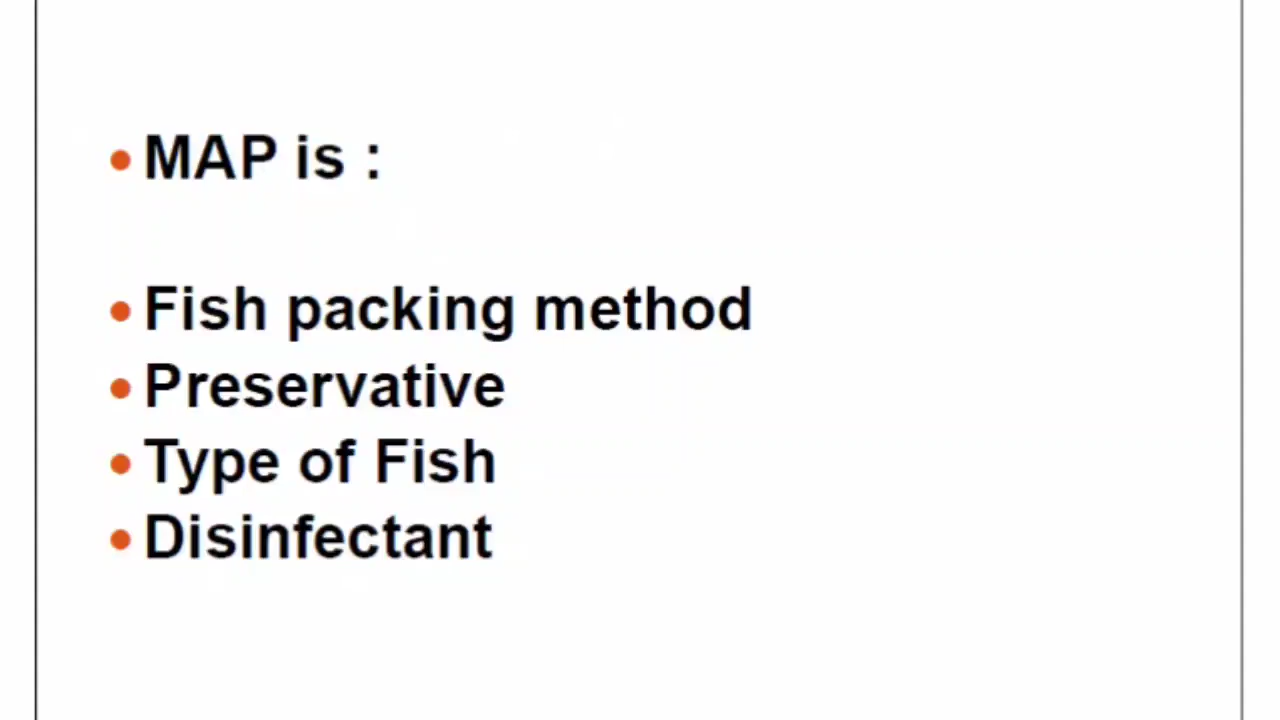 • MAP is :
• Fish packing method
• Preservative
• Type of Fish
• Disinfectant